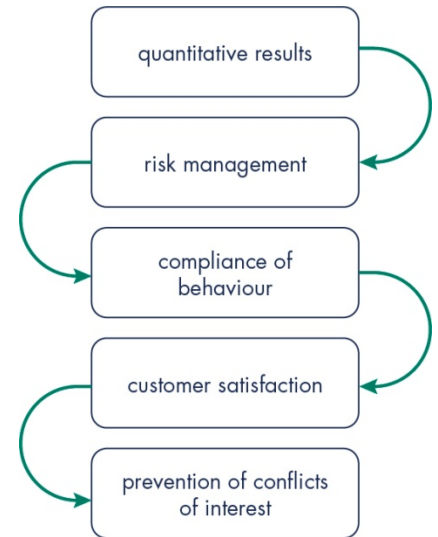 quantitative results
risk management
compliance of
behaviour
customer satisfaction
prevention of conflicts
of interest